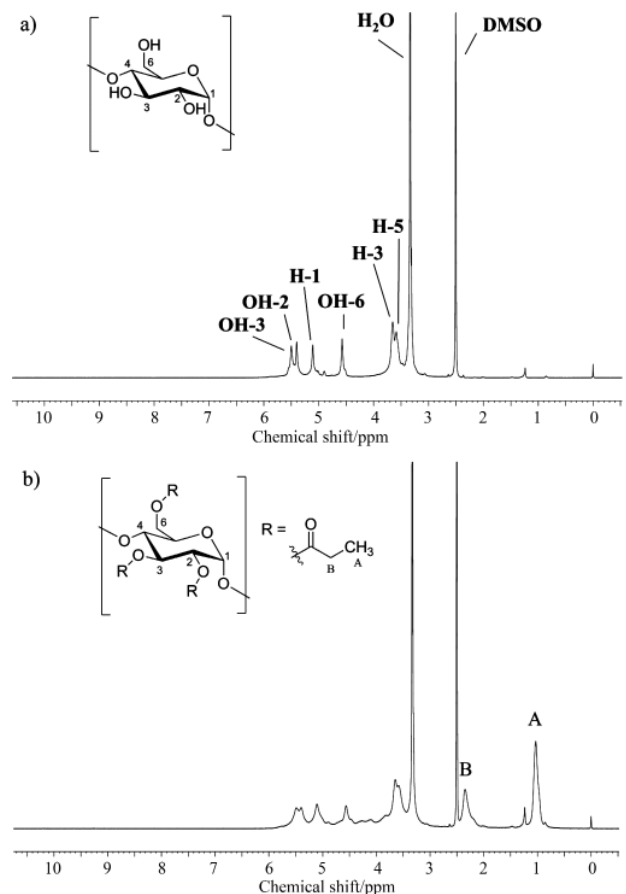 a)
H₂O
DMSO
OH
4
6
O
O
HO
3
2
1
OH
O
H-5
H-3
H-1
OH-2
OH-6
OH-3
10 9 8 7 6 5 4 3 2 1 0
Chemical shift/ppm
b)
R
O
4
6
O
O
R
O
3
2
1
O
R
O
R =
O
CH₃
B
A
A
B
10 9 8 7 6 5 4 3 2 1 0
Chemical shift/ppm